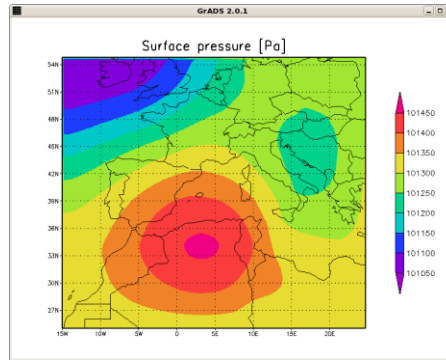 GrADS 2.0.1
Surface pressure [Pa]
54N
51N
48N
45N
42N
39N
36N
33N
30N
27N
15W 10W 5W 0 5E 10E 15E 20E
101450
101400
101350
101300
101250
101200
101150
101100
101050